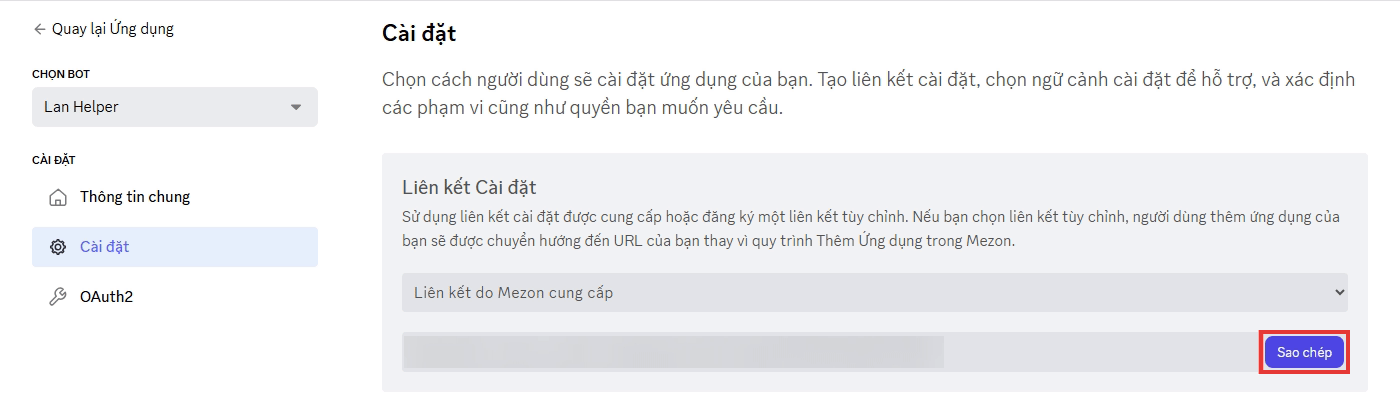 Quay lại Ứng dụng
CHỌN BOT
Lan Helper
CÀI ĐẶT
Thông tin chung
Cài đặt
OAuth2
Cài đặt
Chọn cách người dùng sẽ cài đặt ứng dụng của bạn. Tạo liên kết cài đặt, chọn ngữ cảnh cài đặt để hỗ trợ, và xác định
các phạm vi cũng như quyền bạn muốn yêu cầu.
Liên kết Cài đặt
Sử dụng liên kết cài đặt được cung cấp hoặc đăng ký một liên kết tùy chỉnh. Nếu bạn chọn liên kết tùy chỉnh, người dùng thêm ứng dụng của
bạn sẽ được chuyển hướng đến URL của bạn thay vì quy trình Thêm Ứng dụng trong Mezon.
Liên kết do Mezon cung cấp
Sao chép